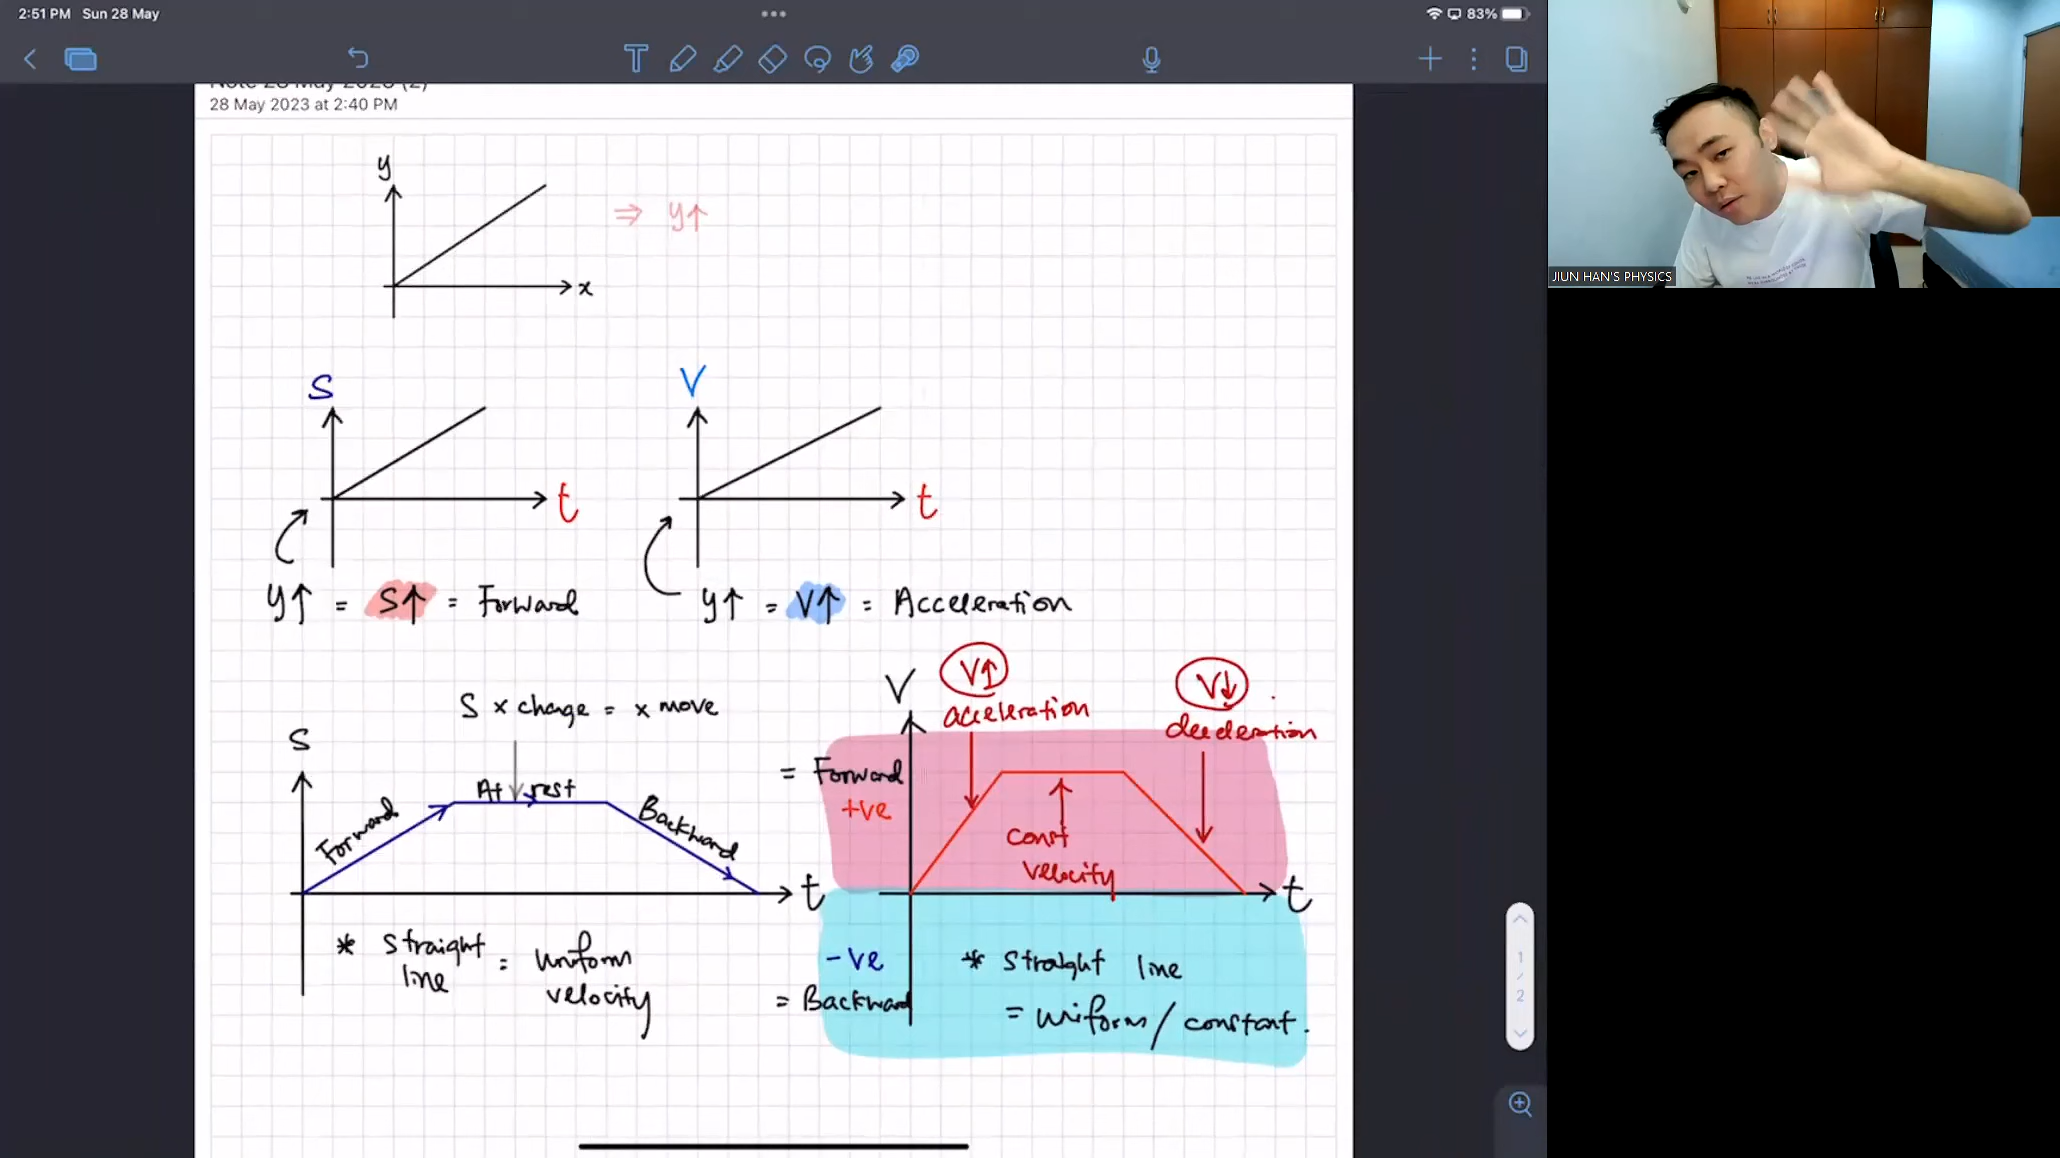 2:51 PM Sun 28 May
83%
28 May 2023 at 2:40 PM
JIUN HAN'S PHYSICS
y
⇒ y↑
x
S
t
V
t
y↑ = S↑ = Forward
y↑ = V↑ = Acceleration
S x change = x move
S
Forward
At rest
Backward
t
* straight line = uniform velocity
V
V↑
acceleration
V↓
= Forward
+ve
const
velocity
t
-ve
= Backward
* straight line
= uniform / constant.
1
/
2